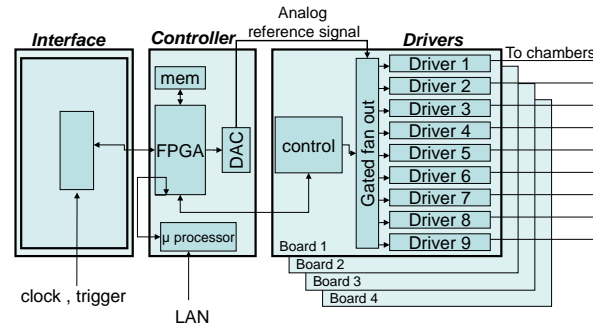 Analog
reference signal
Interface
Controller
Drivers
To chambers
mem
FPGA
DAC
control
Gated fan out
Driver 1
Driver 2
Driver 3
Driver 4
Driver 5
Driver 6
Driver 7
Driver 8
Driver 9
µ processor
Board 1
Board 2
Board 3
Board 4
clock , trigger
LAN